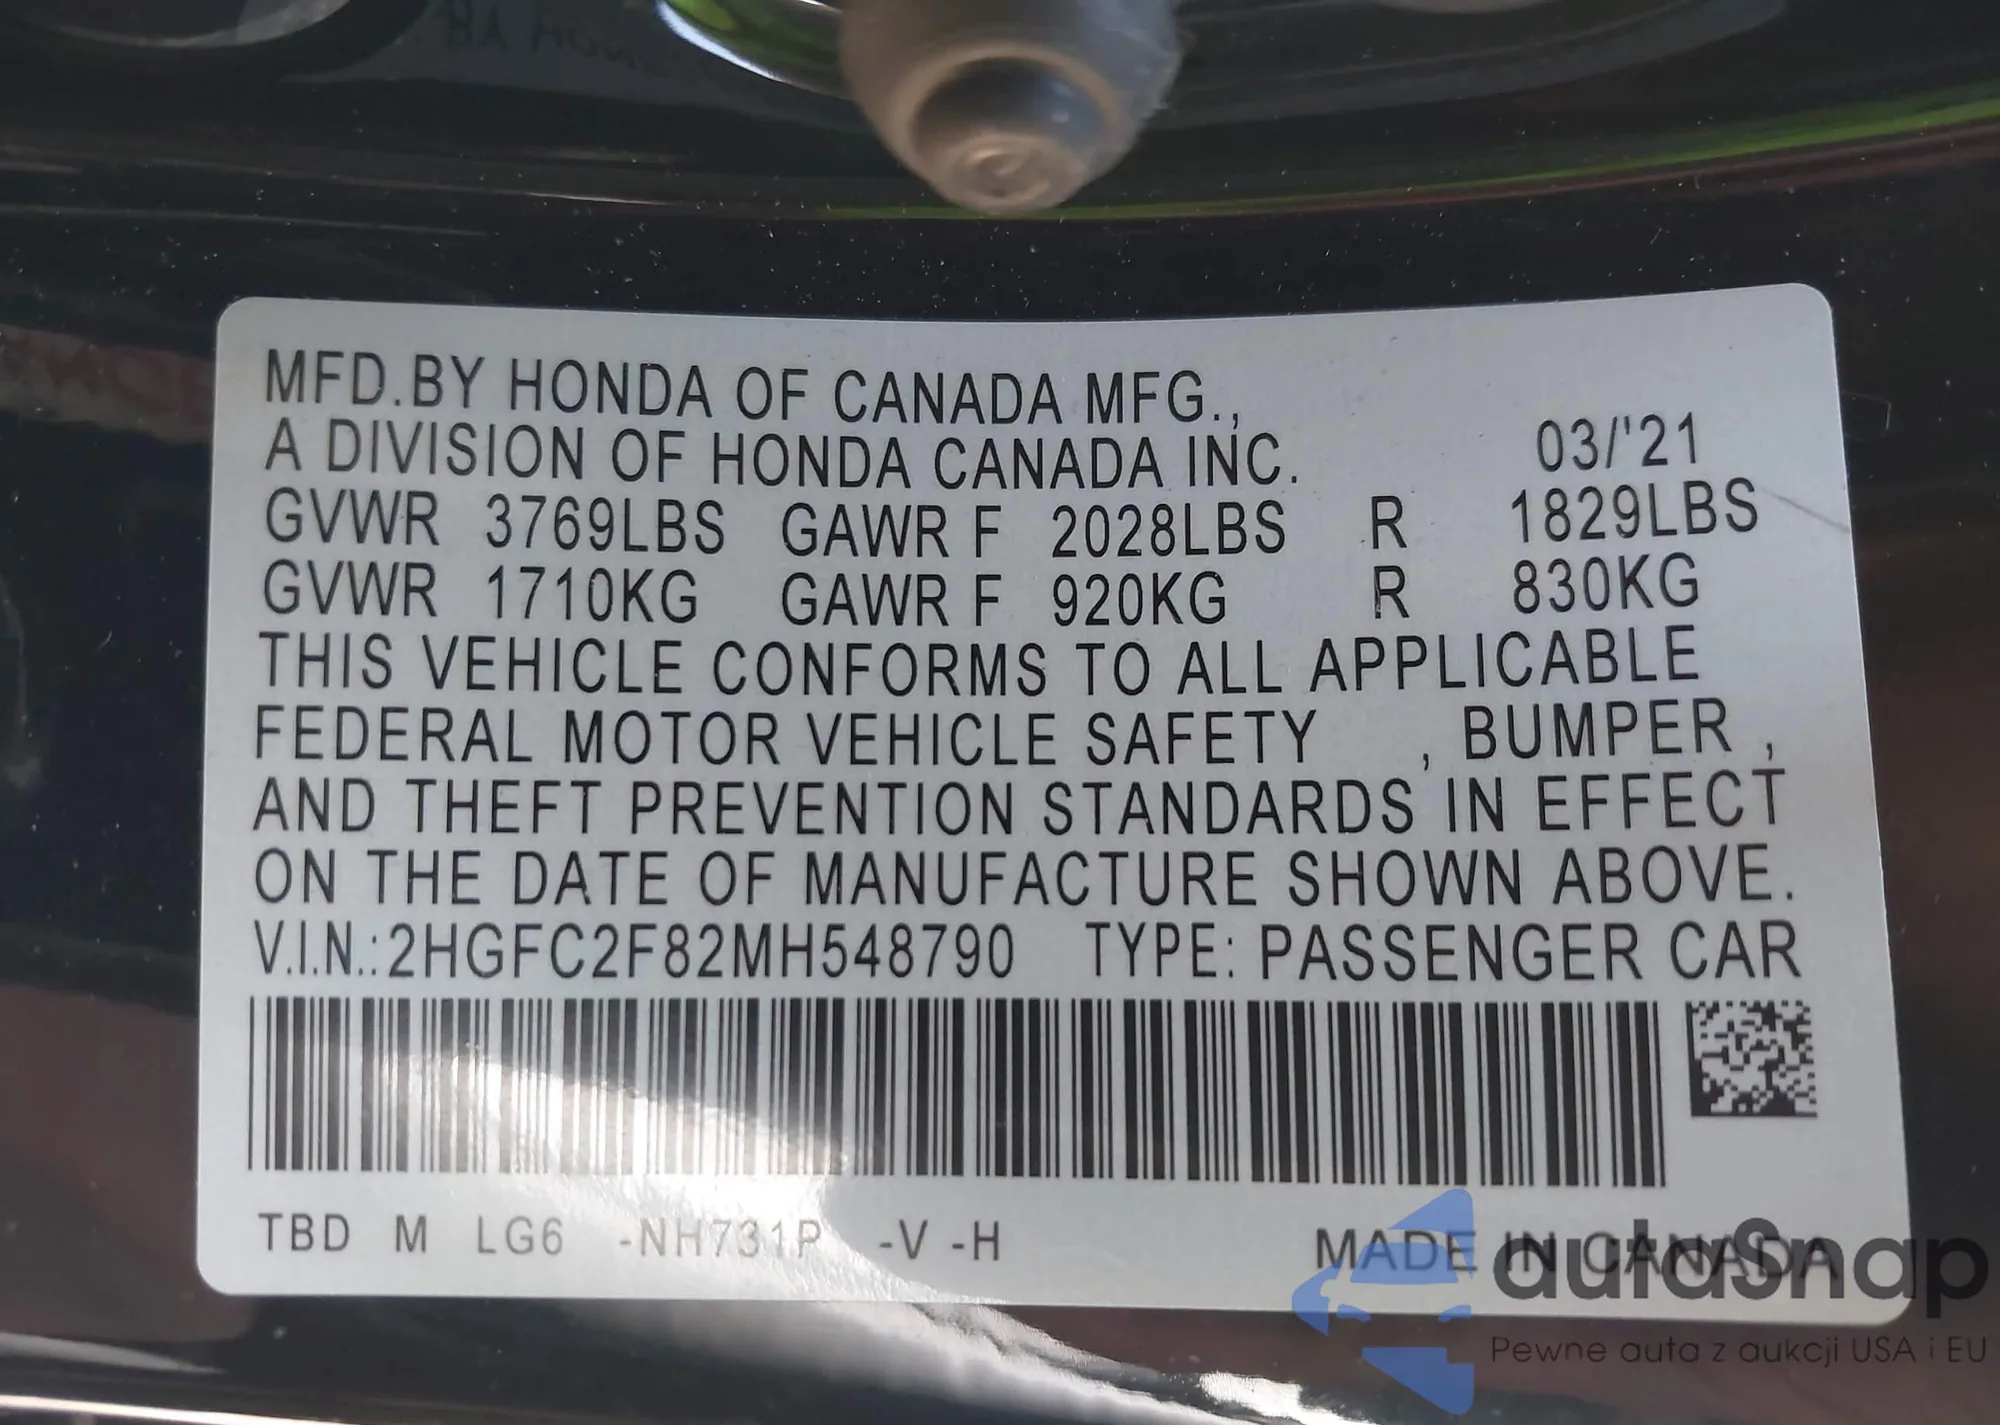 MFD.BY HONDA OF CANADA MFG.,
A DIVISION OF HONDA CANADA INC. 03/'21
GVWR 3769LBS GAWR F 2028LBS R 1829LBS
GVWR 1710KG GAWR F 920KG R 830KG
THIS VEHICLE CONFORMS TO ALL APPLICABLE
FEDERAL MOTOR VEHICLE SAFETY , BUMPER ,
AND THEFT PREVENTION STANDARDS IN EFFECT
ON THE DATE OF MANUFACTURE SHOWN ABOVE.
V.I.N.:2HGFC2F82MH548790 TYPE: PASSENGER CAR
TBD M LG6 -NH731P -V -H MADE IN CANADA
autaSnap
Pewne auta z aukcji USA i EU